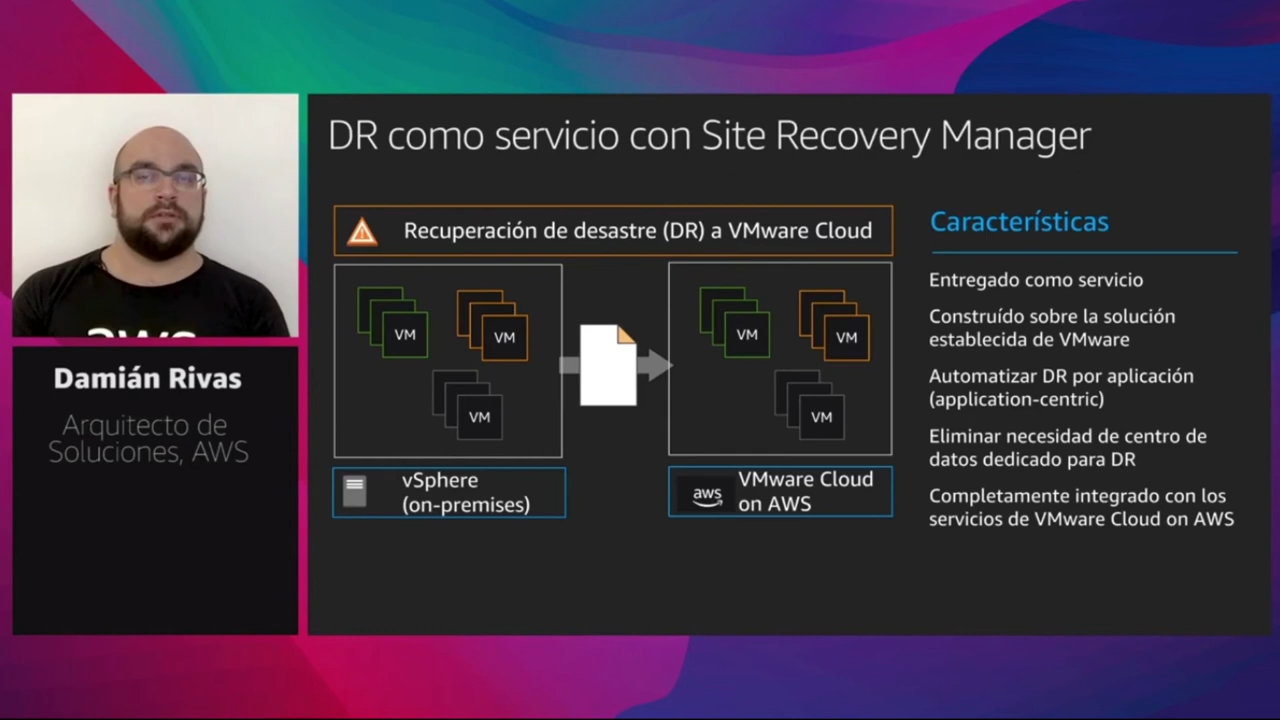 DR como servicio con Site Recovery Manager
Recuperación de desastre (DR) a VMware Cloud
VM
VM
VM
VM
VM
VM
vSphere
(on-premises)
aws
VMware Cloud
on AWS
Características
Entregado como servicio
Construído sobre la solución
establecida de VMware
Automatizar DR por aplicación
(application-centric)
Eliminar necesidad de centro de
datos dedicado para DR
Completamente integrado con los
servicios de VMware Cloud on AWS
aws
Damián Rivas
Arquitecto de
Soluciones, AWS